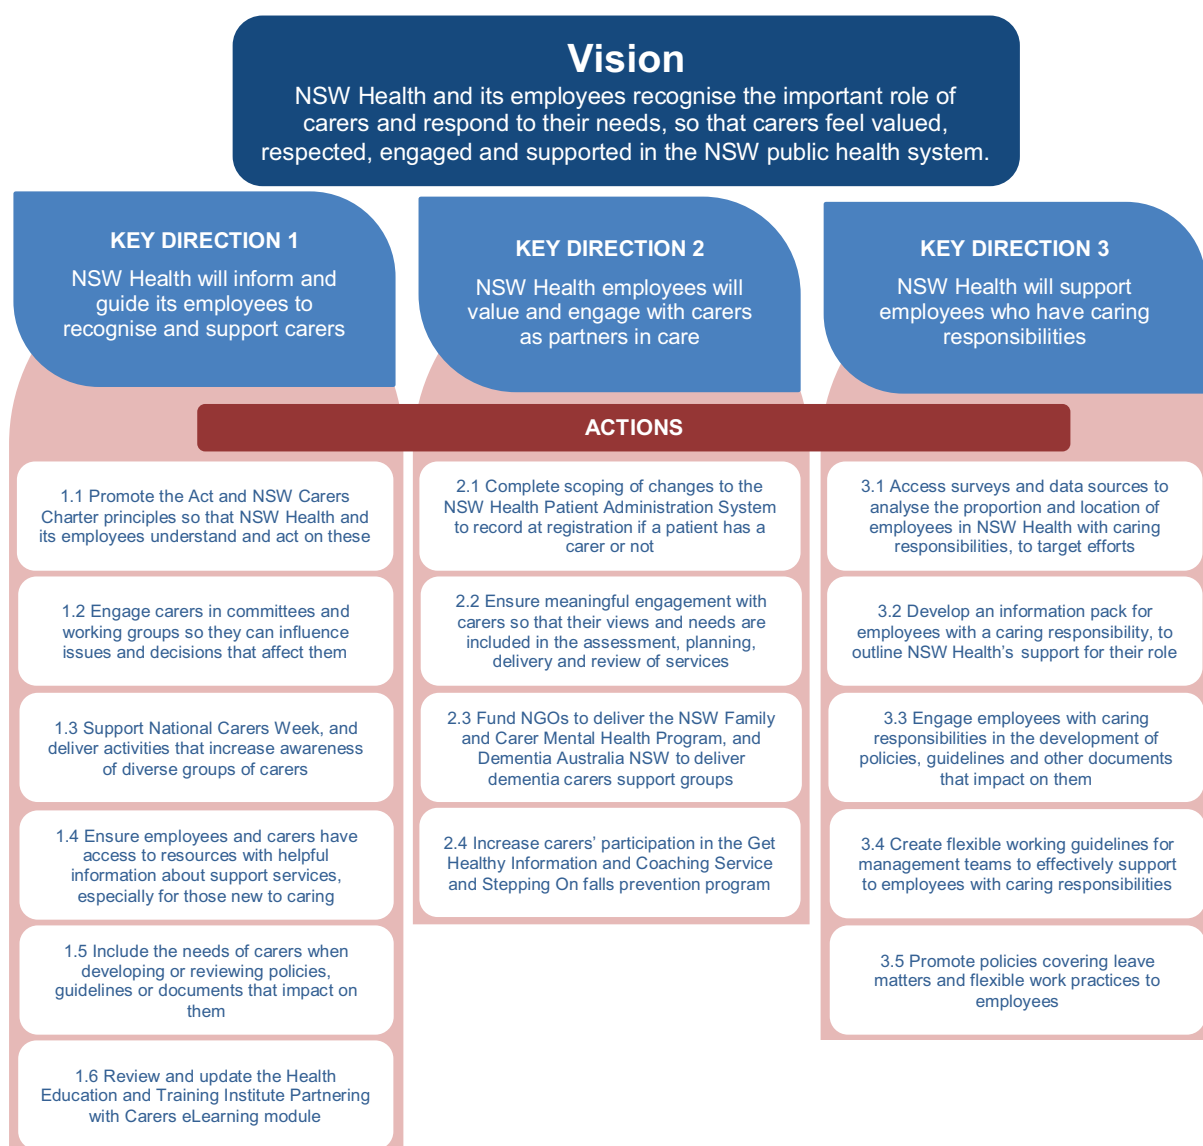 Vision
NSW Health and its employees recognise the important role of
carers and respond to their needs, so that carers feel valued,
respected, engaged and supported in the NSW public health system.
KEY DIRECTION 1
NSW Health will inform and
guide its employees to
recognise and support carers
KEY DIRECTION 2
NSW Health employees will
value and engage with carers
as partners in care
KEY DIRECTION 3
NSW Health will support
employees who have caring
responsibilities
ACTIONS
1.1 Promote the Act and NSW Carers
Charter principles so that NSW Health and
its employees understand and act on these
1.2 Engage carers in committees and
working groups so they can influence
issues and decisions that affect them
1.3 Support National Carers Week, and
deliver activities that increase awareness
of diverse groups of carers
1.4 Ensure employees and carers have
access to resources with helpful
information about support services,
especially for those new to caring
1.5 Include the needs of carers when
developing or reviewing policies,
guidelines or documents that impact on
them
1.6 Review and update the Health
Education and Training Institute Partnering
with Carers eLearning module
2.1 Complete scoping of changes to the
NSW Health Patient Administration System
to record at registration if a patient has a
carer or not
2.2 Ensure meaningful engagement with
carers so that their views and needs are
included in the assessment, planning,
delivery and review of services
2.3 Fund NGOs to deliver the NSW Family
and Carer Mental Health Program, and
Dementia Australia NSW to deliver
dementia carers support groups
2.4 Increase carers' participation in the Get
Healthy Information and Coaching Service
and Stepping On falls prevention program
3.1 Access surveys and data sources to
analyse the proportion and location of
employees in NSW Health with caring
responsibilities, to target efforts
3.2 Develop an information pack for
employees with a caring responsibility, to
outline NSW Health's support for their role
3.3 Engage employees with caring
responsibilities in the development of
policies, guidelines and other documents
that impact on them
3.4 Create flexible working guidelines for
management teams to effectively support
to employees with caring responsibilities
3.5 Promote policies covering leave
matters and flexible work practices to
employees